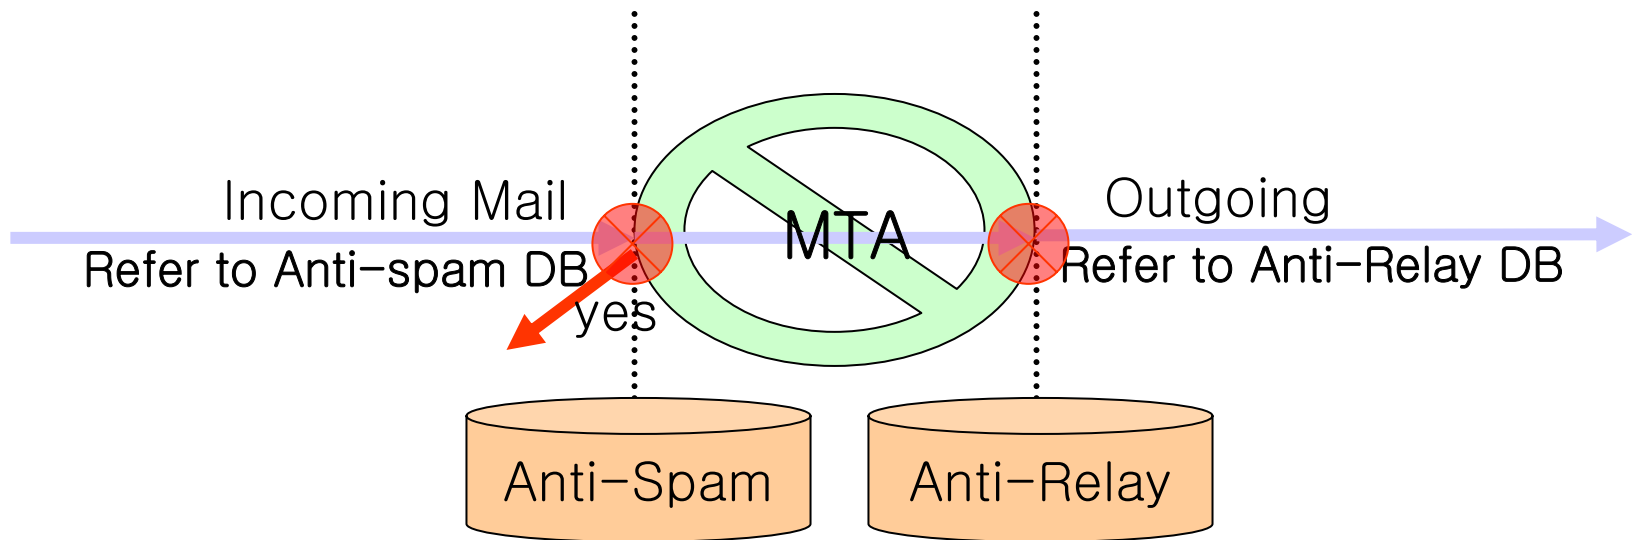 Incoming Mail
Refer to Anti-spam DB
yes
MTA
Outgoing
Refer to Anti-Relay DB
Anti-Spam
Anti-Relay